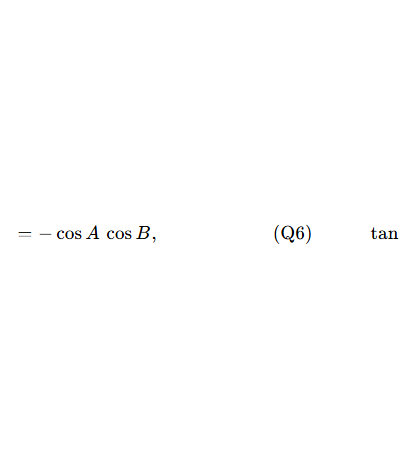 = − cos A cos B, (Q6) tan